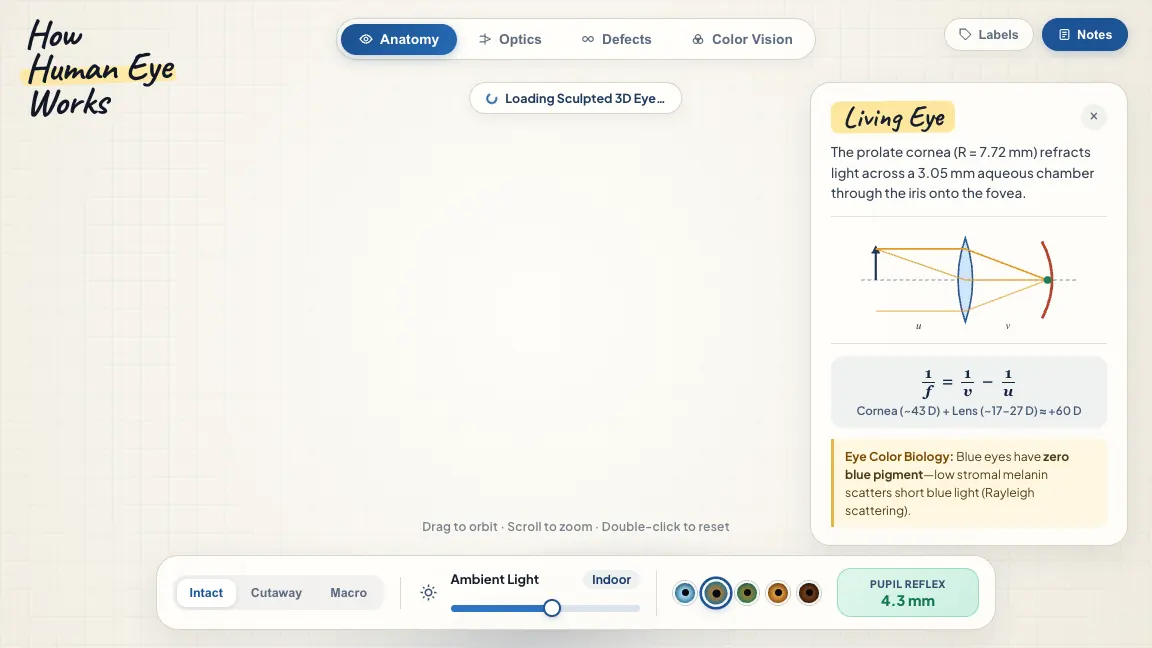 How
Human Eye
Works
Anatomy
Optics
Defects
Color Vision
Labels
Notes
Loading Sculpted 3D Eye...
Living Eye
×
The prolate cornea (R = 7.72 mm) refracts
light across a 3.05 mm aqueous chamber
through the iris onto the fovea.
u
v
1/f = 1/v − 1/u
Cornea (~43 D) + Lens (~17–27 D) ≈ +60 D
Eye Color Biology: Blue eyes have zero
blue pigment—low stromal melanin
scatters short blue light (Rayleigh
scattering).
Drag to orbit · Scroll to zoom · Double-click to reset
Intact
Cutaway
Macro
Ambient Light
Indoor
PUPIL REFLEX
4.3 mm